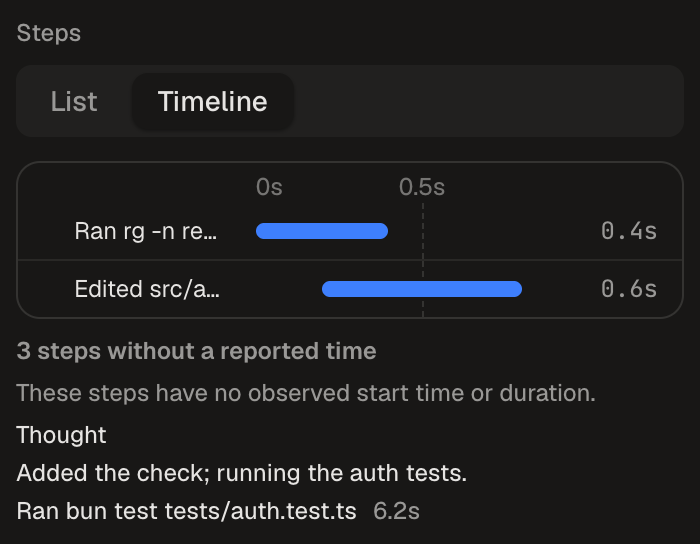 Steps
List Timeline
0s 0.5s
Ran rg -n re… 0.4s
Edited src/a… 0.6s
3 steps without a reported time
These steps have no observed start time or duration.
Thought
Added the check; running the auth tests.
Ran bun test tests/auth.test.ts 6.2s